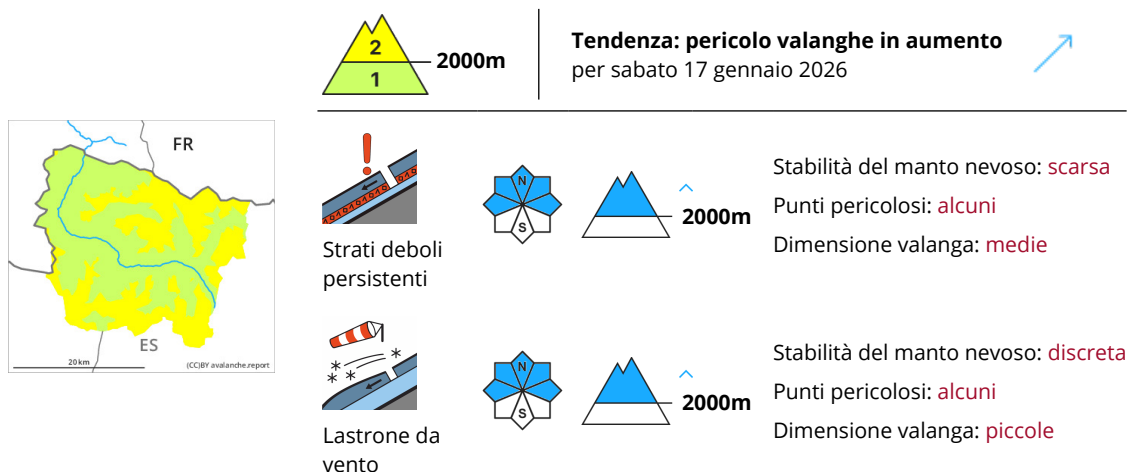 2
1
2000m
Tendenza: pericolo valanghe in aumento
per sabato 17 gennaio 2026
FR
ES
20 km
(CC)BY avalanche.report
Strati deboli
persistenti
N
S
2000m
Stabilità del manto nevoso: scarsa
Punti pericolosi: alcuni
Dimensione valanga: medie
Lastrone da
vento
N
S
2000m
Stabilità del manto nevoso: discreta
Punti pericolosi: alcuni
Dimensione valanga: piccole